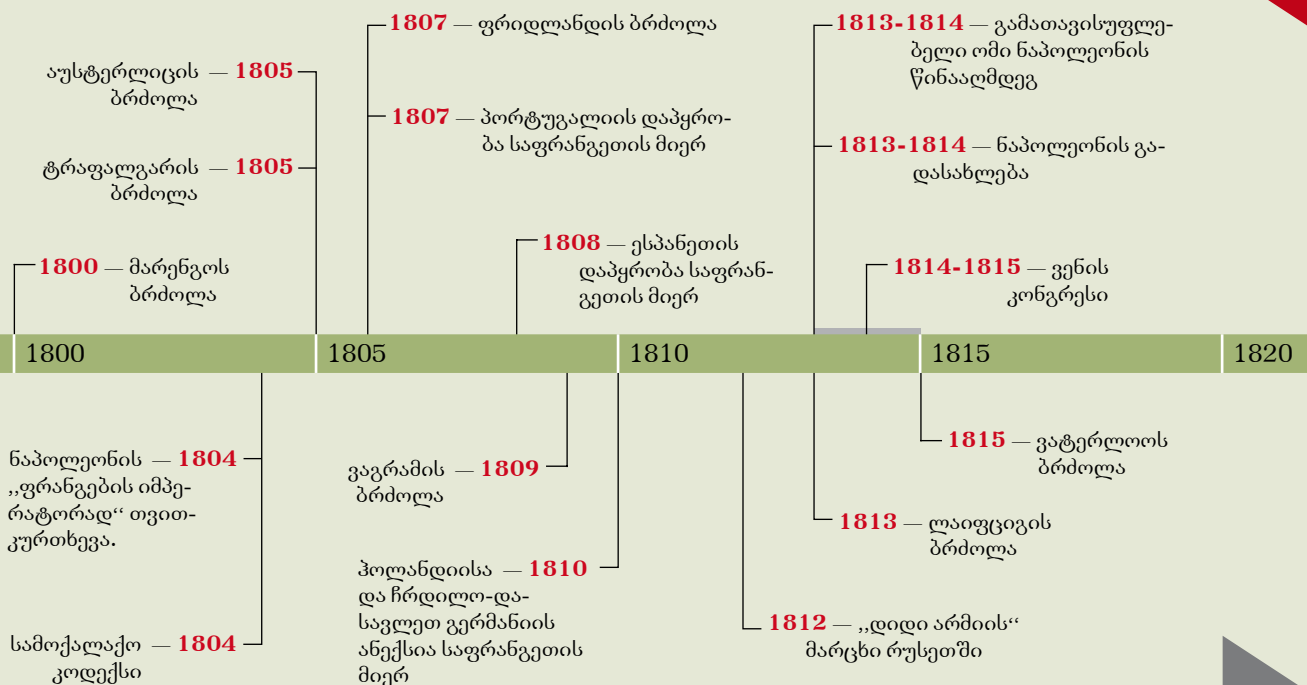 1807 — ფრიდლანდის ბრძოლა
1813-1814 — გამათავისუფლე-
ბელი ომი ნაპოლეონის
წინააღმდეგ
აუსტერლიცის — 1805
ბრძოლა
1807 — პორტუგალიის დაპყრო-
ბა საფრანგეთის მიერ
1813-1814 — ნაპოლეონის გა-
დასახლება
ტრაფალგარის — 1805
ბრძოლა
1800 — მარენგოს
ბრძოლა
1808 — ესპანეთის
დაპყრობა საფრან-
გეთის მიერ
1814-1815 — ვენის
კონგრესი
1800 1805 1810 1815 1820
ნაპოლეონის — 1804
,,ფრანგების იმპე-
რატორად“ თვით-
კურთხევა.
ვაგრამის — 1809
ბრძოლა
1815 — ვატერლოოს
ბრძოლა
1813 — ლაიფციგის
ბრძოლა
ჰოლანდიისა — 1810
და ჩრდილო-და-
სავლეთ გერმანიის
ანექსია საფრანგეთის
მიერ
სამოქალაქო — 1804
კოდექსი
1812 — ,,დიდი არმიის“
მარცხი რუსეთში